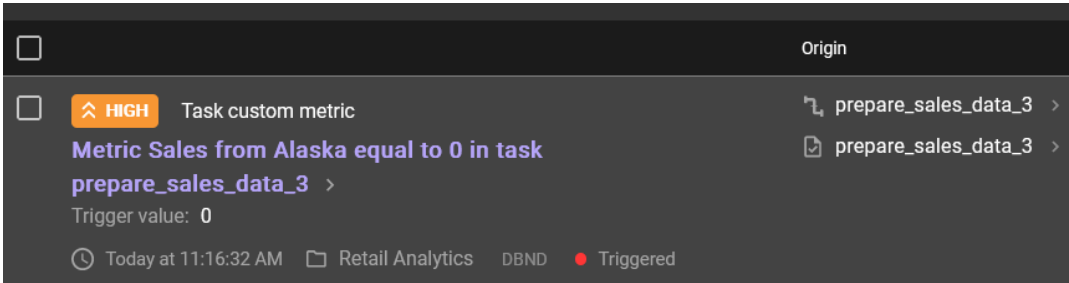 Origin
HIGH Task custom metric
Metric Sales from Alaska equal to 0 in task
prepare_sales_data_3
Trigger value: 0
Today at 11:16:32 AM Retail Analytics DBND Triggered
prepare_sales_data_3
prepare_sales_data_3